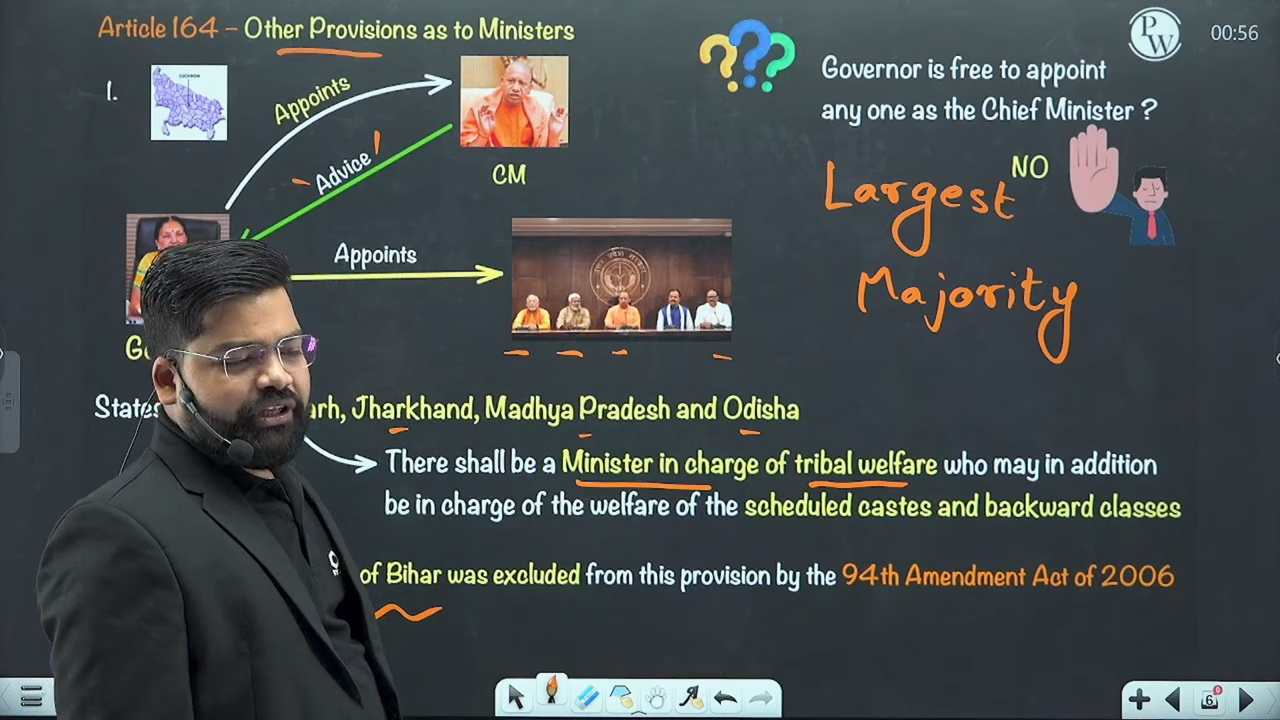 Article 164 – Other Provisions as to Ministers
PW
00:56
1.
LUCKNOW
Appoints
Advice
CM
Appoints
Governor is free to appoint
any one as the Chief Minister ?
NO
Largest
Majority
States
Jharkhand, Madhya Pradesh and Odisha
There shall be a Minister in charge of tribal welfare who may in addition
be in charge of the welfare of the scheduled castes and backward classes
of Bihar was excluded from this provision by the 94th Amendment Act of 2006
6